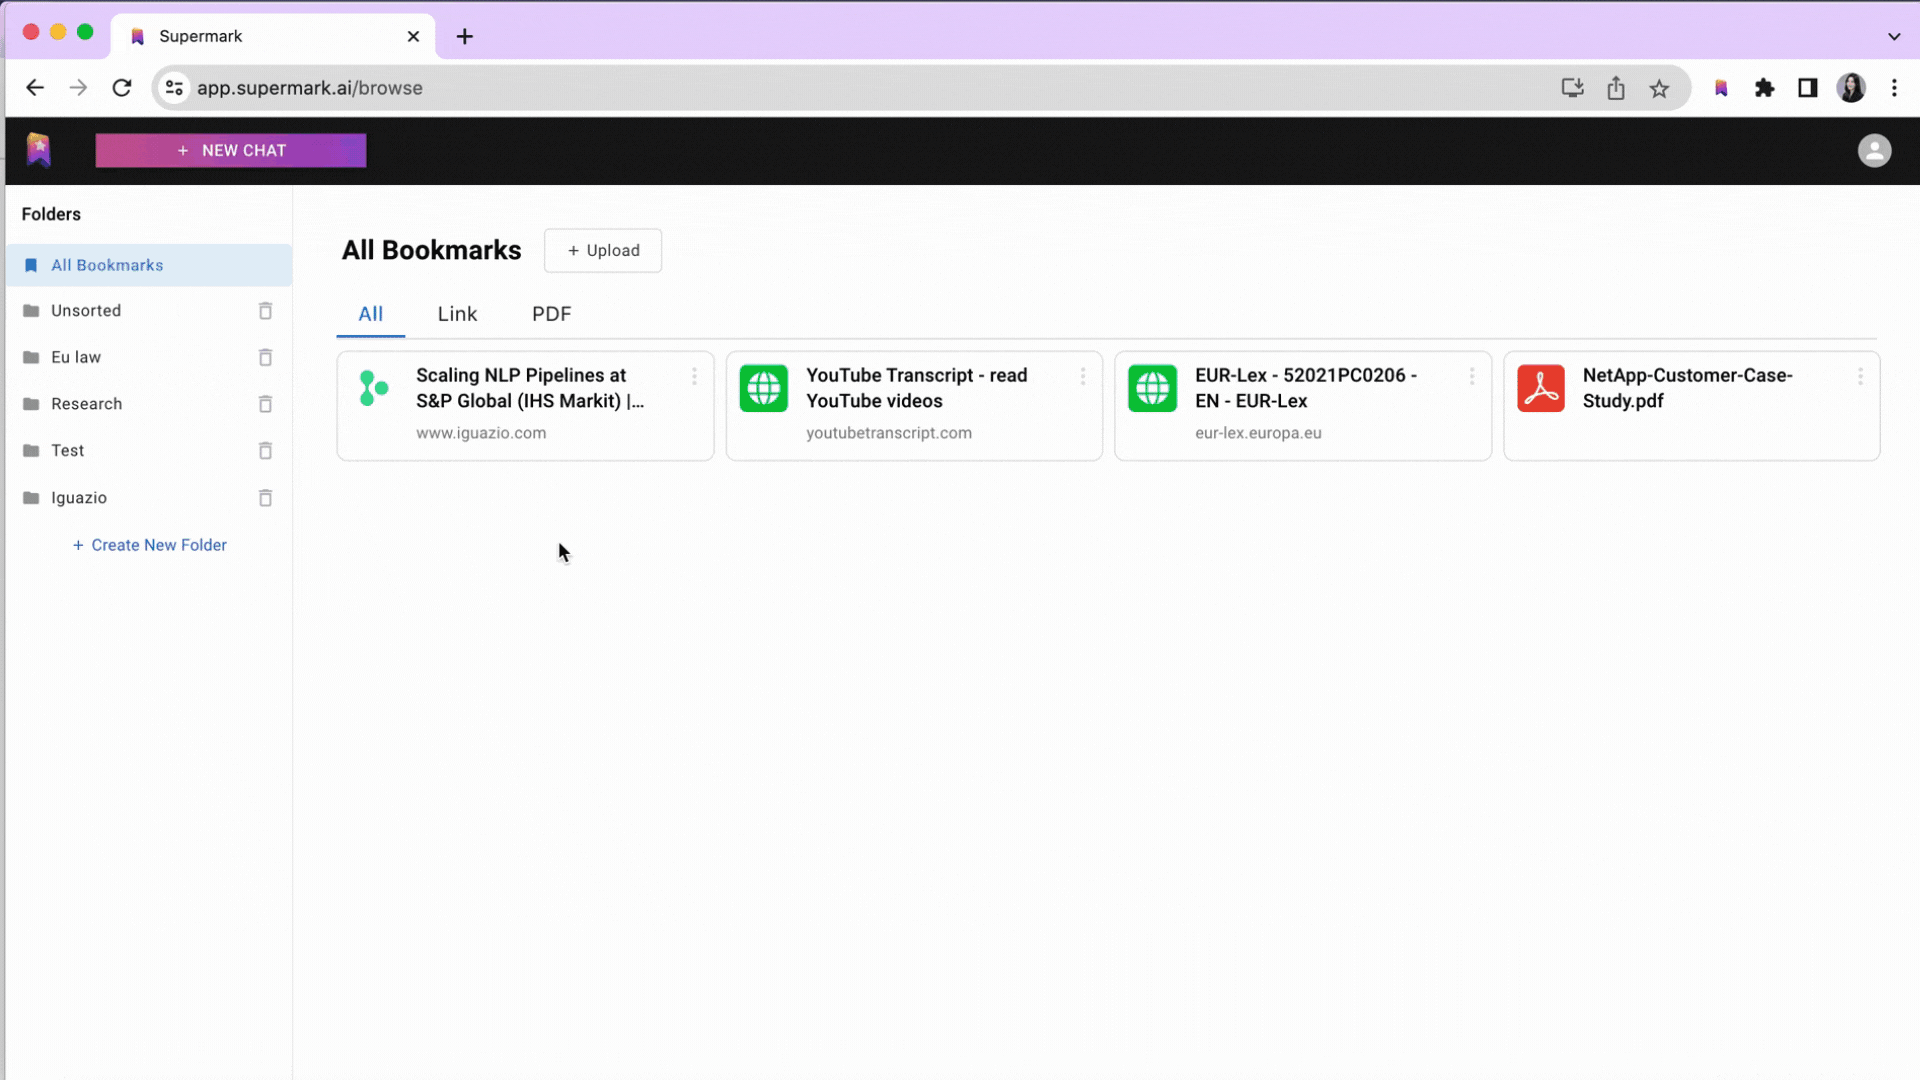 Supermark
app.supermark.ai/browse
+ NEW CHAT
Folders
All Bookmarks
Unsorted
Eu law
Research
Test
Iguazio
+ Create New Folder
All Bookmarks
+ Upload
All Link PDF
Scaling NLP Pipelines at
S&P Global (IHS Markit) |...
www.iguazio.com
YouTube Transcript - read
YouTube videos
youtubetranscript.com
EUR-Lex - 52021PC0206 -
EN - EUR-Lex
eur-lex.europa.eu
NetApp-Customer-Case-
Study.pdf